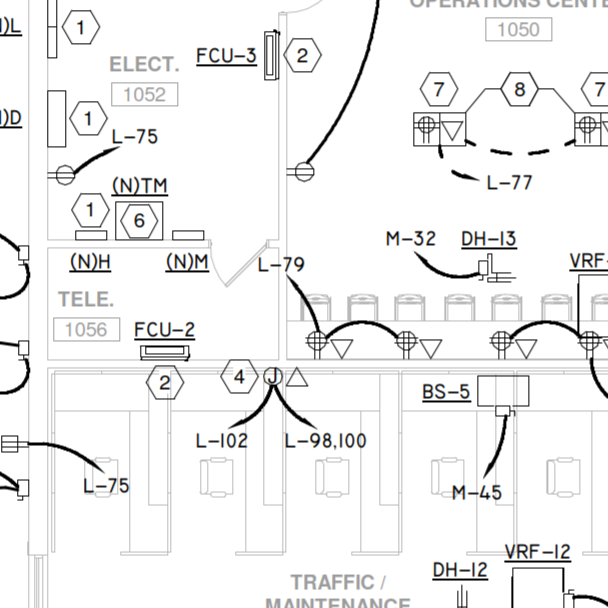 OPERATIONS CENTE
1050
)L
1
FCU-3
2
ELECT.
1052
7
8
7
)D
1
L-75
L-77
(N)TM
1
6
M-32
DH-13
(N)H
(N)M
L-79
VRF-
TELE.
1056
FCU-2
2
4
J
BS-5
L-102
L-98,100
L-75
M-45
VRF-12
DH-12
TRAFFIC /
MAINTENANCE